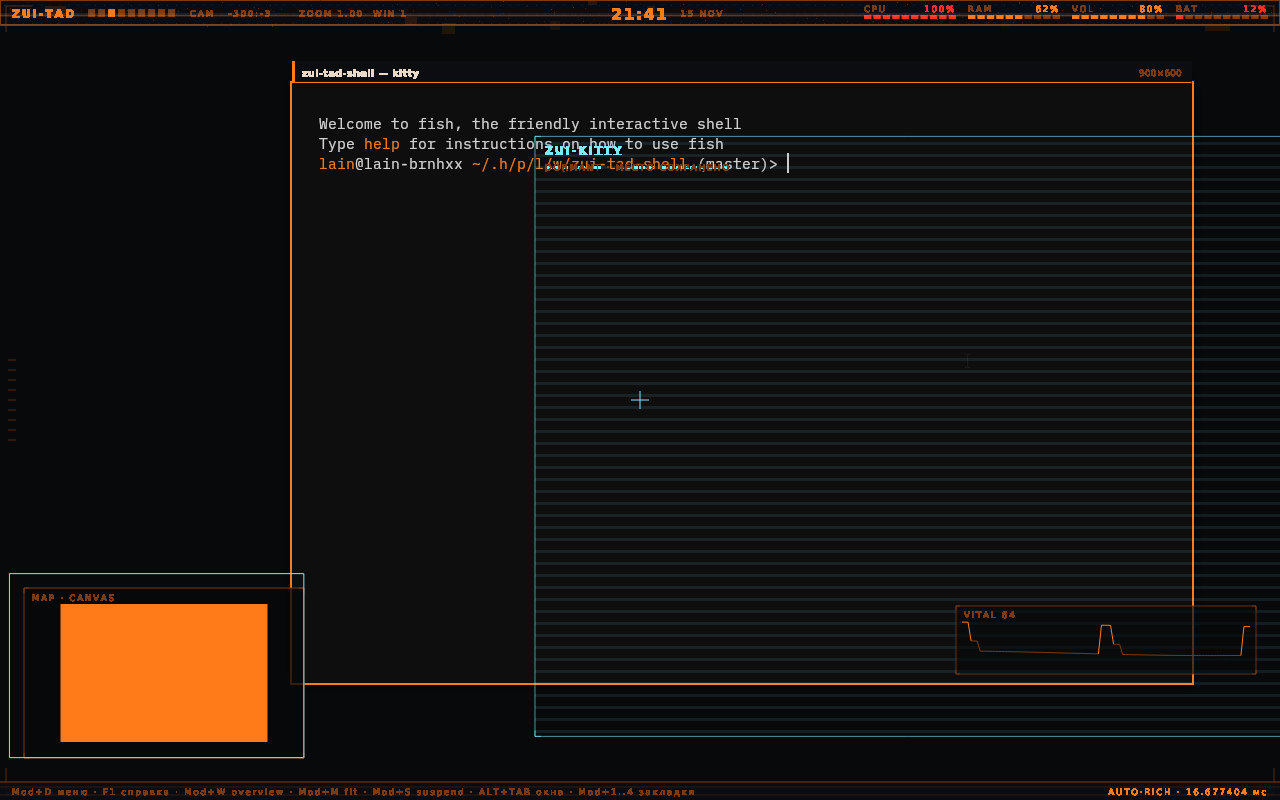 ZUI-TAD CAM -300:-3 ZOOM 1.00 WIN 1 21:41 15 NOV CPU 100% RAM 62% VOL 80% BAT 12%
zui-tad-shell — kitty 900×600
Welcome to fish, the friendly interactive shell
Type help for instructions on how to use fish
ZUI-KITTY
lain@lain-brnhxx ~/.h/p/l/w/zui-tad-shell (master)>
MAP · CANVAS
VITAL 64
Mod+D меню · F1 справка · Mod+W overview · Mod+M fit · Mod+S suspend · ALT+TAB окно · Mod+1..4 закладки AUTO·RICH · 16.677404 мс